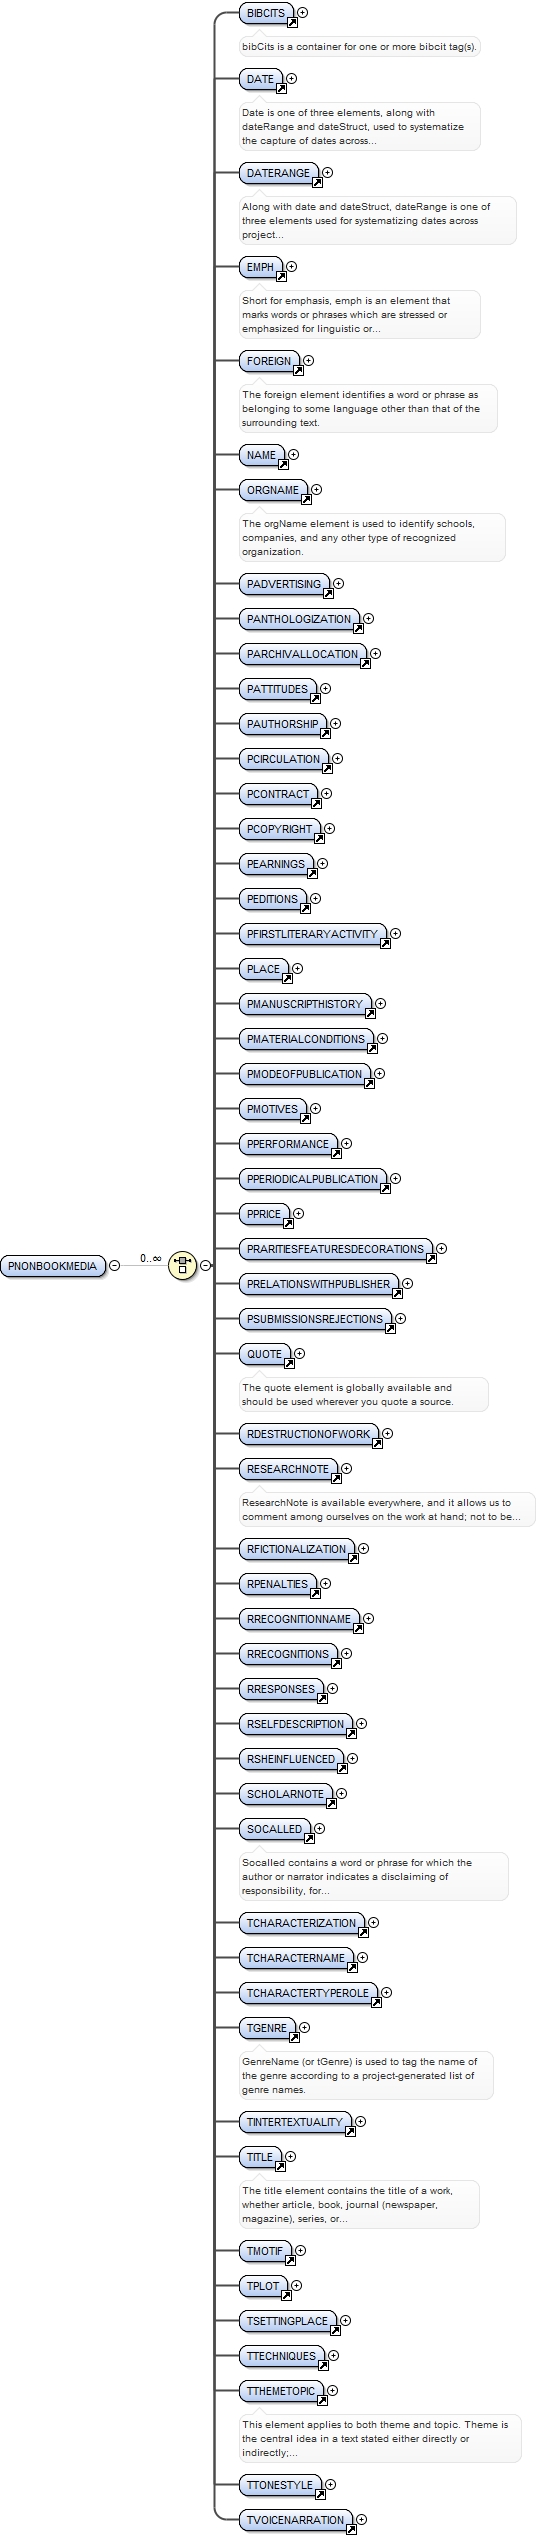 BIBCITS
bibCits is a container for one or more bibcit tag(s).
DATE
Date is one of three elements, along with
dateRange and dateStruct, used to systematize
the capture of dates across...
DATERANGE
Along with date and dateStruct, dateRange is one of
three elements used for systematizing dates across
project...
EMPH
Short for emphasis, emph is an element that
marks words or phrases which are stressed or
emphasized for linguistic or...
FOREIGN
The foreign element identifies a word or phrase as
belonging to some language other than that of the
surrounding text.
NAME
ORGNAME
The orgName element is used to identify schools,
companies, and any other type of recognized
organization.
PADVERTISING
PANTHOLOGIZATION
PARCHIVALLOCATION
PATTITUDES
PAUTHORSHIP
PCIRCULATION
PCONTRACT
PCOPYRIGHT
PEARNINGS
PEDITIONS
PFIRSTLITERARYACTIVITY
PLACE
PMANUSCRIPTHISTORY
PMATERIALCONDITIONS
PMODEOFPUBLICATION
PMOTIVES
PPERFORMANCE
PPERIODICALPUBLICATION
PPRICE
PRARITIESFEATURESDECORATIONS
PNONBOOKMEDIA
0..∞
PRELATIONSWITHPUBLISHER
PSUBMISSIONSREJECTIONS
QUOTE
The quote element is globally available and
should be used wherever you quote a source.
RDESTRUCTIONOFWORK
RESEARCHNOTE
ResearchNote is available everywhere, and it allows us to
comment among ourselves on the work at hand; not to be...
RFICTIONALIZATION
RPENALTIES
RRECOGNITIONNAME
RRECOGNITIONS
RRESPONSES
RSELFDESCRIPTION
RSHEINFLUENCED
SCHOLARNOTE
SOCALLED
Socalled contains a word or phrase for which the
author or narrator indicates a disclaiming of
responsibility, for...
TCHARACTERIZATION
TCHARACTERNAME
TCHARACTERTYPEROLE
TGENRE
GenreName (or tGenre) is used to tag the name of
the genre according to a project-generated list of
genre names.
TINTERTEXTUALITY
TITLE
The title element contains the title of a work,
whether article, book, journal (newspaper,
magazine), series, or...
TMOTIF
TPLOT
TSETTINGPLACE
TTECHNIQUES
TTHEMETOPIC
This element applies to both theme and topic. Theme is
the central idea in a text stated either directly or
indirectly;...
TTONESTYLE
TVOICENARRATION